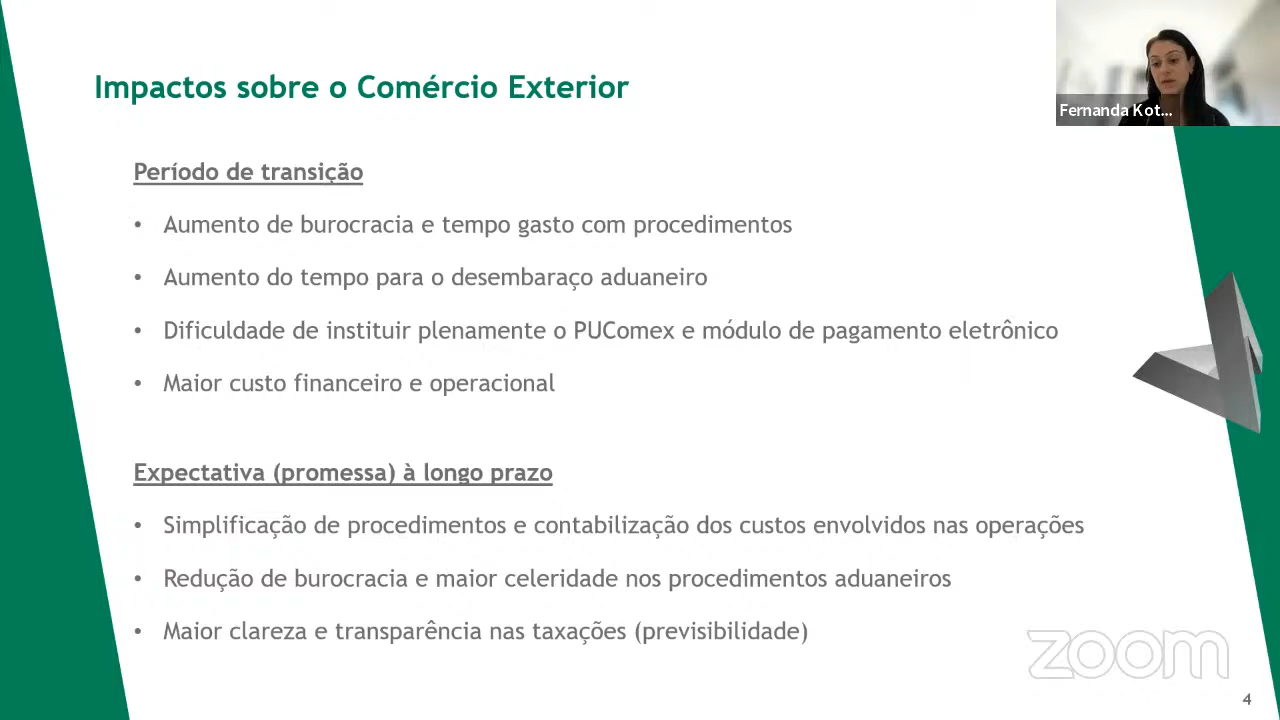 Impactos sobre o Comércio Exterior
Fernanda Kot...
Período de transição
• Aumento de burocracia e tempo gasto com procedimentos
• Aumento do tempo para o desembaraço aduaneiro
• Dificuldade de instituir plenamente o PUComex e módulo de pagamento eletrônico
• Maior custo financeiro e operacional
Expectativa (promessa) à longo prazo
• Simplificação de procedimentos e contabilização dos custos envolvidos nas operações
• Redução de burocracia e maior celeridade nos procedimentos aduaneiros
• Maior clareza e transparência nas taxações (previsibilidade)
zoom
4